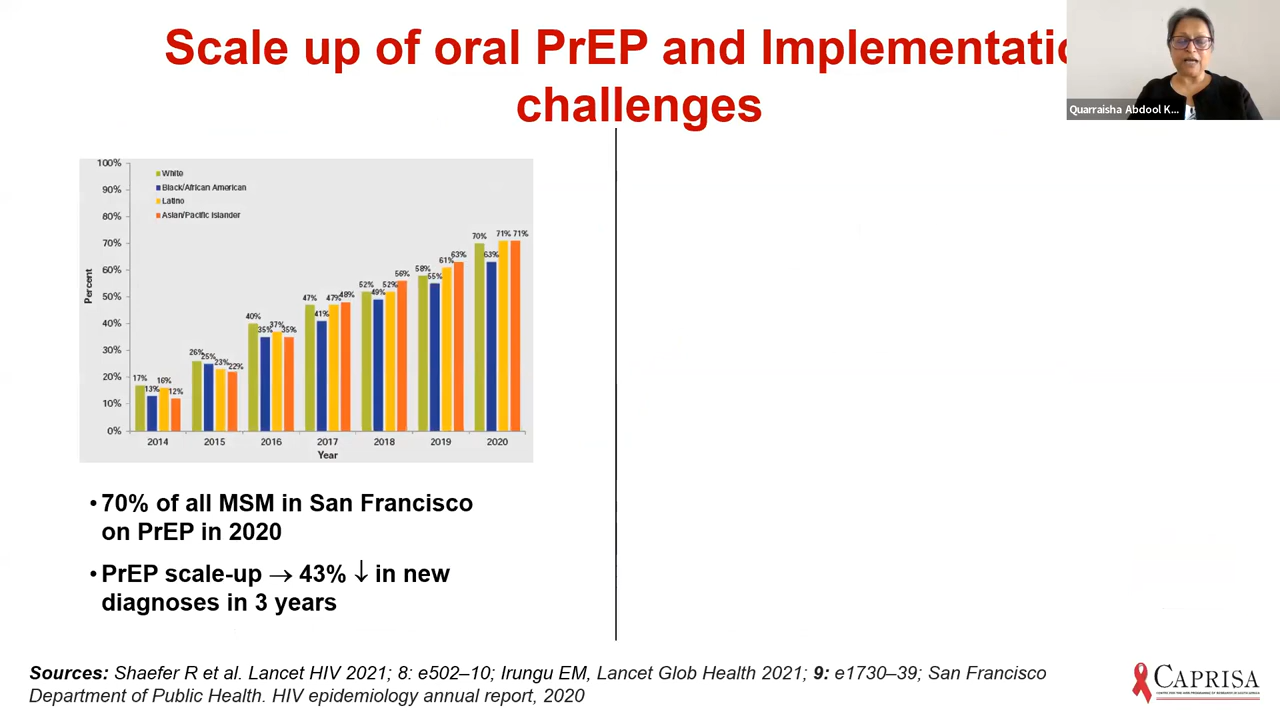 Scale up of oral PrEP and Implementatio
challenges
Quarraisha Abdool K...
100%
90%
80%
70%
60%
50%
40%
30%
20%
10%
0%
Percent
White
Black/African American
Latino
Asian/Pacific Islander
17% 13% 16% 12%
26% 25% 23% 22%
40% 35% 37% 35%
47% 41% 47% 48%
52% 49% 52% 56%
58% 55% 61% 63%
70% 63% 71% 71%
2014 2015 2016 2017 2018 2019 2020
Year
• 70% of all MSM in San Francisco
on PrEP in 2020
• PrEP scale-up → 43% ↓ in new
diagnoses in 3 years
Sources: Shaefer R et al. Lancet HIV 2021; 8: e502–10; Irungu EM, Lancet Glob Health 2021; 9: e1730–39; San Francisco
Department of Public Health. HIV epidemiology annual report, 2020
CAPRISA